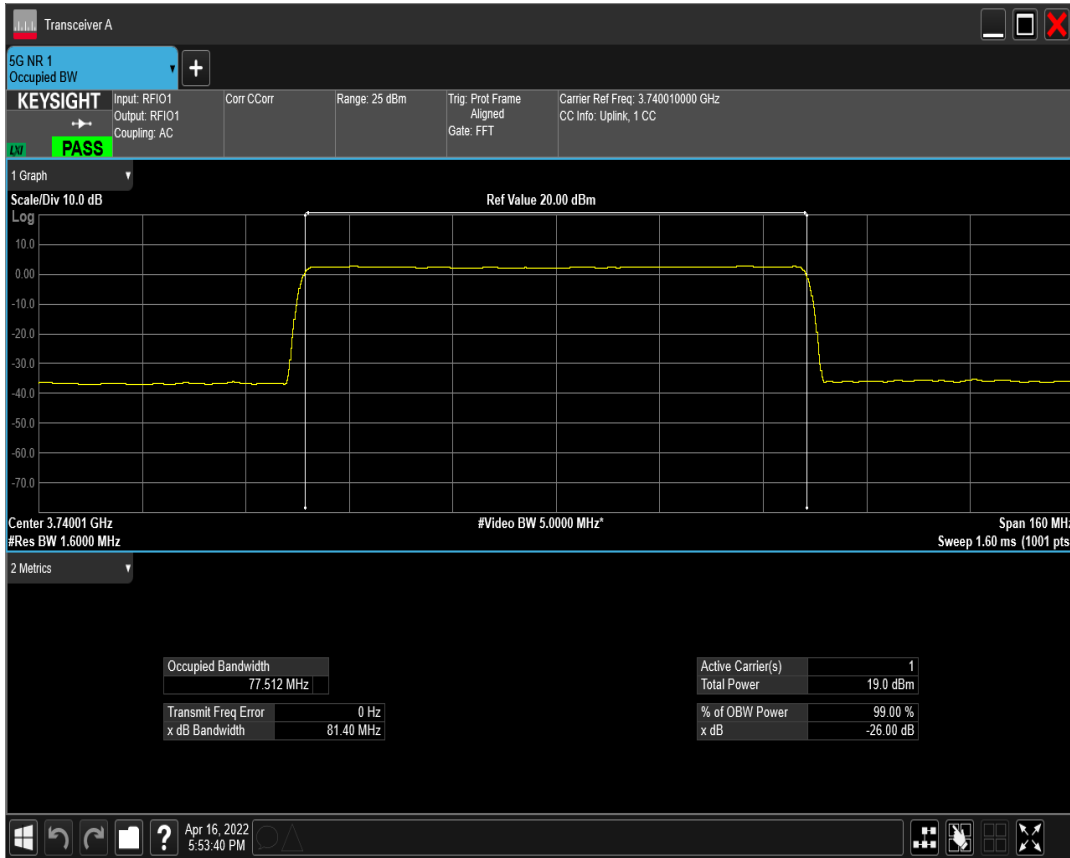 Transceiver A
5G NR 1
Occupied BW
KEYSIGHT
LXI
PASS
Input: RFIO1
Output: RFIO1
Coupling: AC
Corr CCorr
Range: 25 dBm
Trig: Prot Frame
Aligned
Gate: FFT
Carrier Ref Freq: 3.740010000 GHz
CC Info: Uplink, 1 CC
1 Graph
Scale/Div 10.0 dB
Ref Value 20.00 dBm
Log
10.0
0.00
-10.0
-20.0
-30.0
-40.0
-50.0
-60.0
-70.0
Center 3.74001 GHz
#Video BW 5.0000 MHz*
Span 160 MHz
#Res BW 1.6000 MHz
Sweep 1.60 ms (1001 pts
2 Metrics
Occupied Bandwidth
77.512 MHz
Transmit Freq Error 0 Hz
x dB Bandwidth 81.40 MHz
Active Carrier(s) 1
Total Power 19.0 dBm
% of OBW Power 99.00 %
x dB -26.00 dB
?
Apr 16, 2022
5:53:40 PM